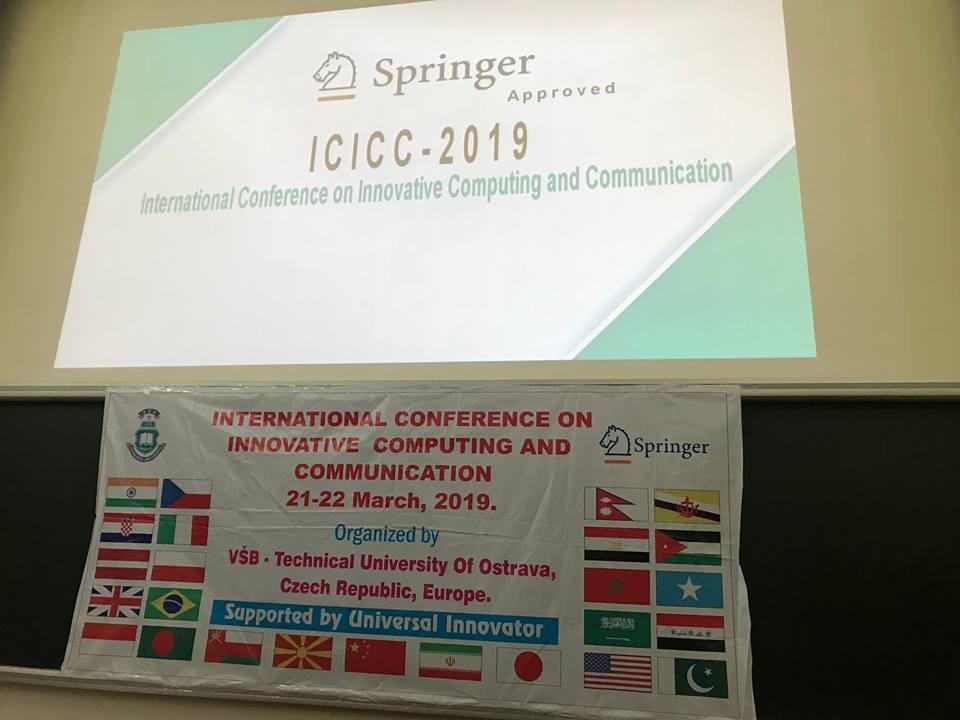 Springer
Approved
ICICC-2019
International Conference on Innovative Computing and Communication
INTERNATIONAL CONFERENCE ON
INNOVATIVE COMPUTING AND
COMMUNICATION
21-22 March, 2019.
Springer
Organized by
VŠB - Technical University Of Ostrava,
Czech Republic, Europe.
Supported by Universal Innovator